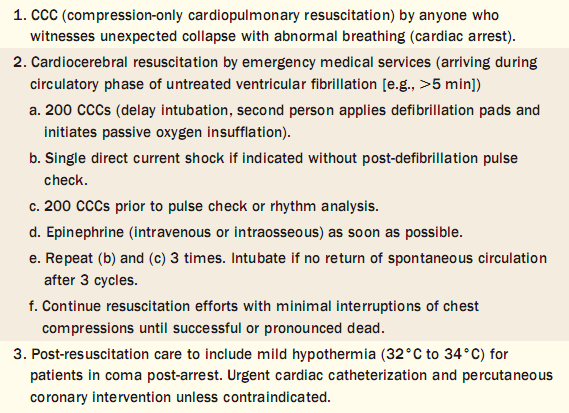 1. CCC (compression-only cardiopulmonary resuscitation) by anyone who
witnesses unexpected collapse with abnormal breathing (cardiac arrest).
2. Cardiocerebral resuscitation by emergency medical services (arriving during
circulatory phase of untreated ventricular fibrillation [e.g., >5 min])
a. 200 CCCs (delay intubation, second person applies defibrillation pads and
initiates passive oxygen insufflation).
b. Single direct current shock if indicated without post-defibrillation pulse
check.
c. 200 CCCs prior to pulse check or rhythm analysis.
d. Epinephrine (intravenous or intraosseous) as soon as possible.
e. Repeat (b) and (c) 3 times. Intubate if no return of spontaneous circulation
after 3 cycles.
f. Continue resuscitation efforts with minimal interruptions of chest
compressions until successful or pronounced dead.
3. Post-resuscitation care to include mild hypothermia (32°C to 34°C) for
patients in coma post-arrest. Urgent cardiac catheterization and percutaneous
coronary intervention unless contraindicated.